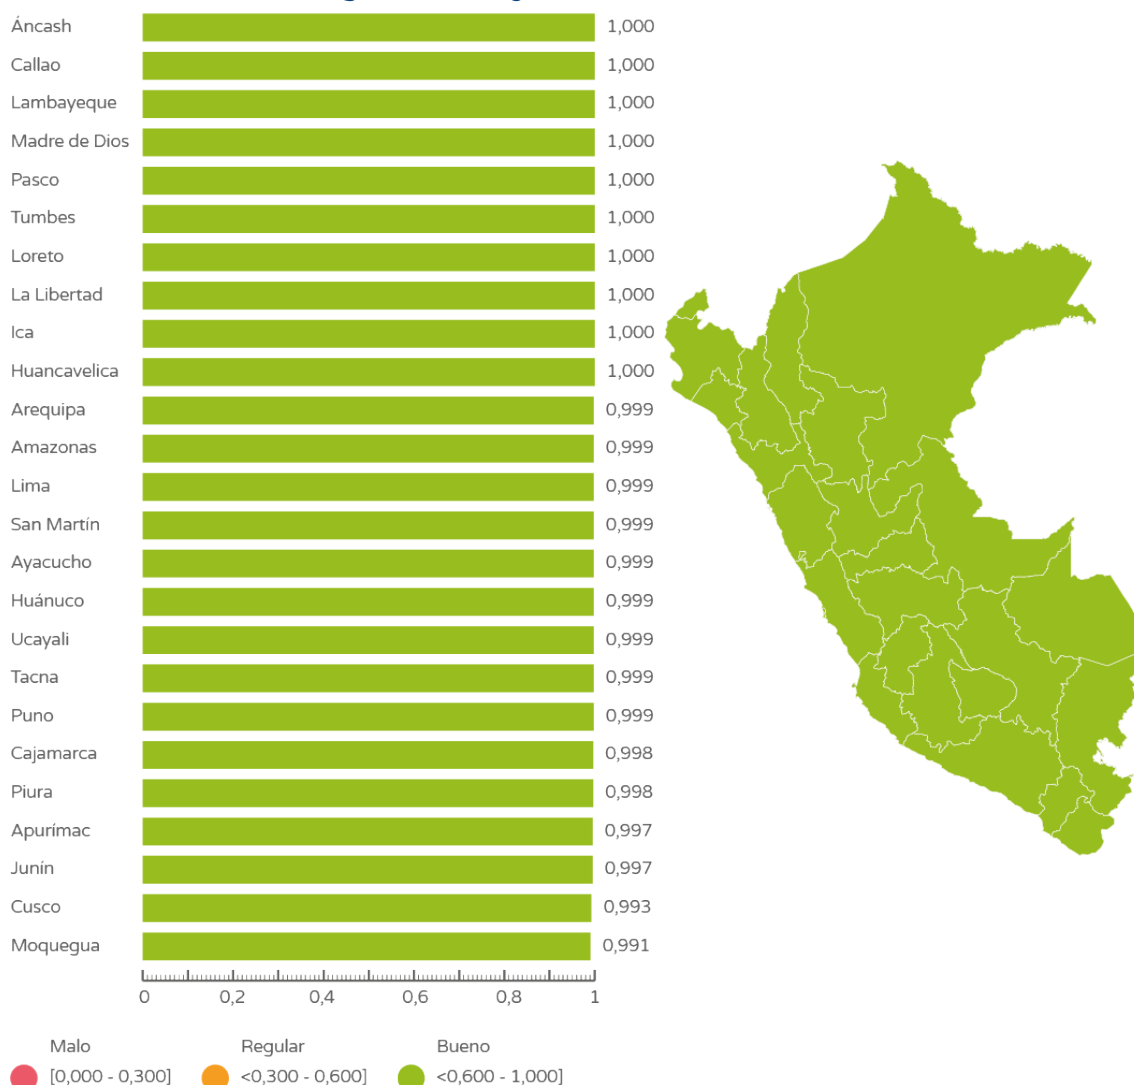 Áncash 1,000
Callao 1,000
Lambayeque 1,000
Madre de Dios 1,000
Pasco 1,000
Tumbes 1,000
Loreto 1,000
La Libertad 1,000
Ica 1,000
Huancavelica 1,000
Arequipa 0,999
Amazonas 0,999
Lima 0,999
San Martín 0,999
Ayacucho 0,999
Huánuco 0,999
Ucayali 0,999
Tacna 0,999
Puno 0,999
Cajamarca 0,998
Piura 0,998
Apurímac 0,997
Junín 0,997
Cusco 0,993
Moquegua 0,991
0 0,2 0,4 0,6 0,8 1
Malo Regular Bueno
[0,000 - 0,300] <0,300 - 0,600] <0,600 - 1,000]